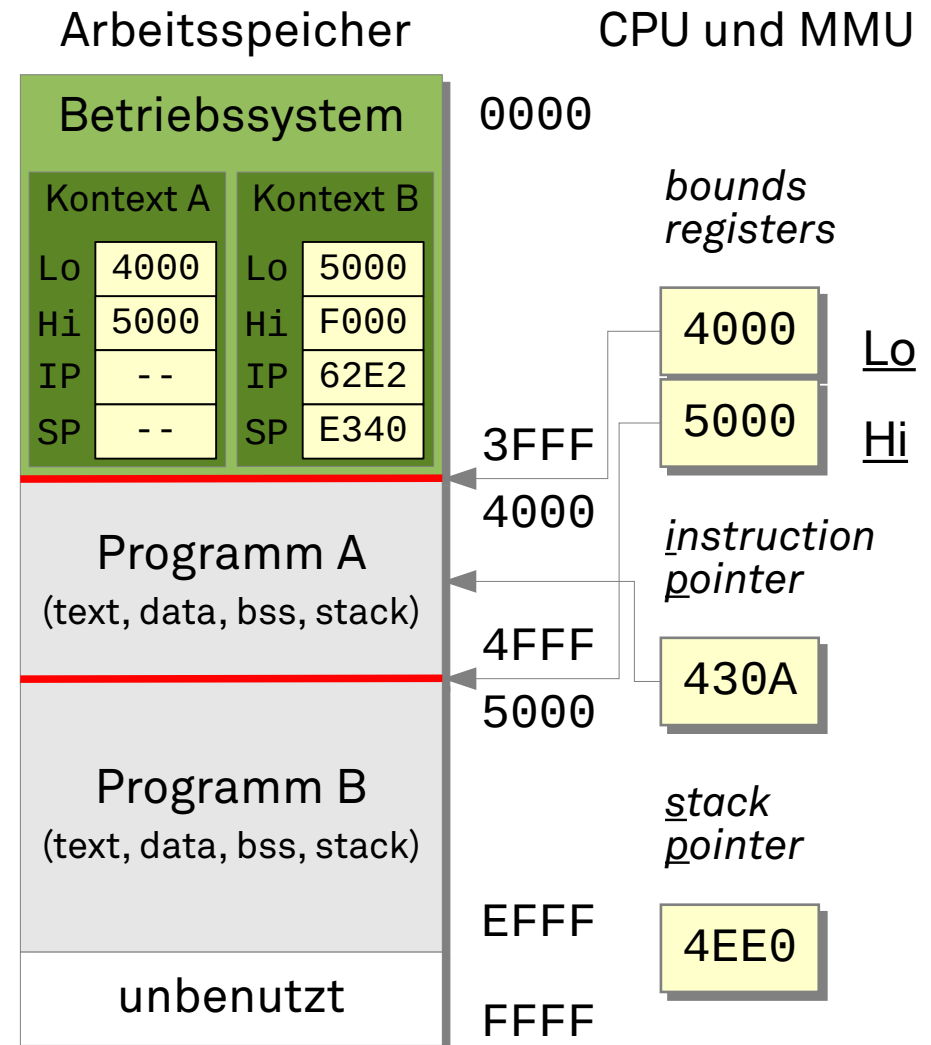 Arbeitsspeicher
CPU und MMU
Betriebssystem
0000
Kontext A
Lo 4000
Hi 5000
IP --
SP --
Kontext B
Lo 5000
Hi F000
IP 62E2
SP E340
3FFF
4000
Programm A
(text, data, bss, stack)
4FFF
5000
Programm B
(text, data, bss, stack)
EFFF
unbenutzt
FFFF
bounds
registers
4000 Lo
5000 Hi
instruction
pointer
430A
stack
pointer
4EE0